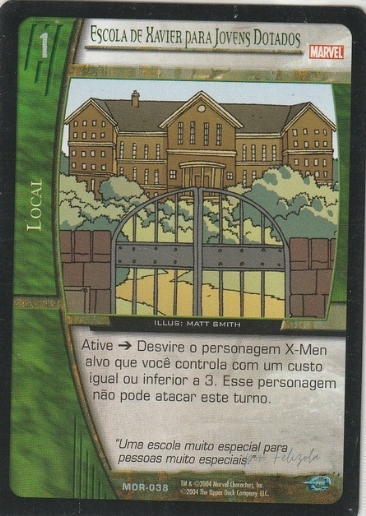 1
ESCOLA DE XAVIER PARA JOVENS DOTADOS
MARVEL
LOCAL
ILLUS: MATT SMITH
Ative ➔ Desvire o personagem X-Men
alvo que você controla com um custo
igual ou inferior a 3. Esse personagem
não pode atacar este turno.
"Uma escola muito especial para
pessoas muito especiais
Felizola
MOR-038
TM & ©2004 Marvel Characters, Inc.
©2004 The Upper Deck Company, LLC.